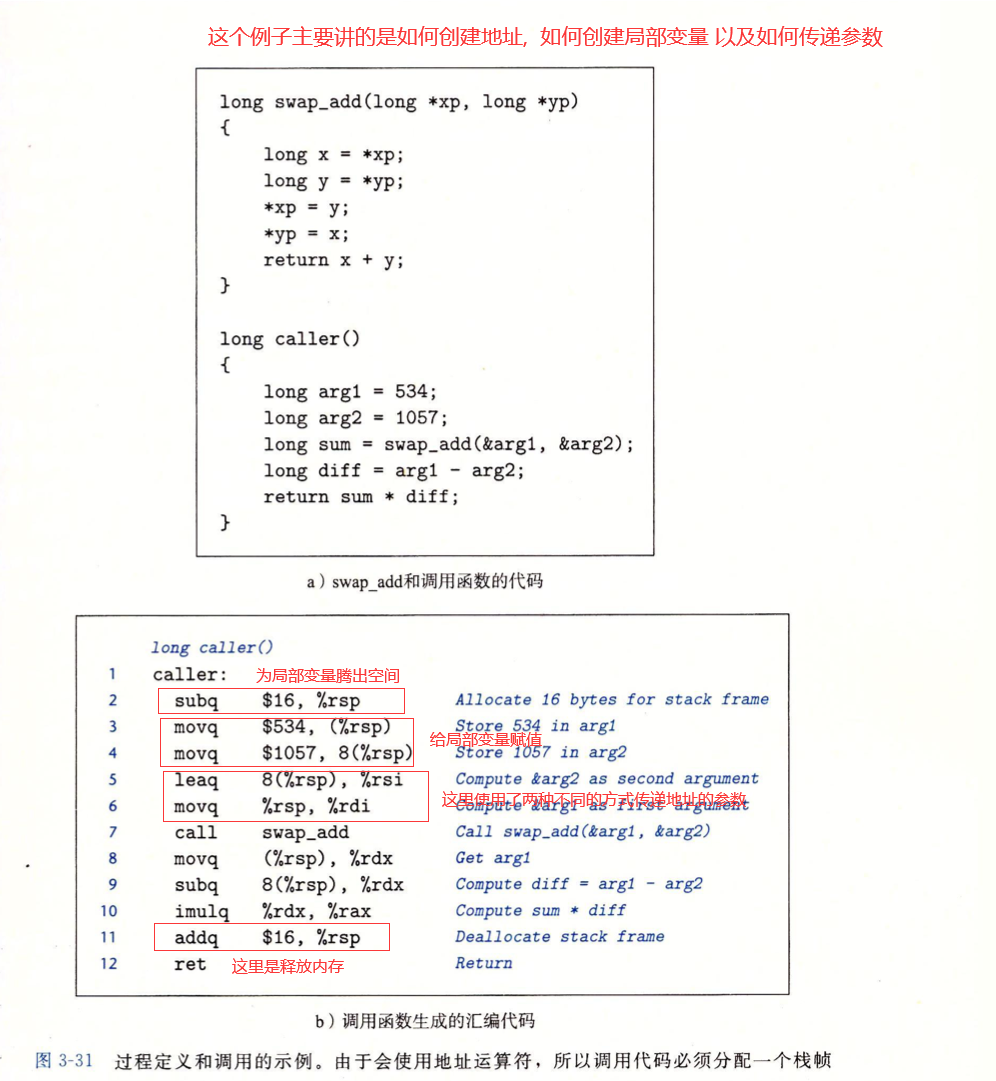 这个例子主要讲的是如何创建地址, 如何创建局部变量 以及如何传递参数
long swap_add(long *xp, long *yp)
{
    long x = *xp;
    long y = *yp;
    *xp = y;
    *yp = x;
    return x + y;
}
long caller()
{
    long arg1 = 534;
    long arg2 = 1057;
    long sum = swap_add(&arg1, &arg2);
    long diff = arg1 - arg2;
    return sum * diff;
}
a）swap_add和调用函数的代码
long caller()
1 caller: 为局部变量腾出空间
2 subq $16, %rsp Allocate 16 bytes for stack frame
3 movq $534, (%rsp) Store 534 in arg1
给局部变量赋值
4 movq $1057, 8(%rsp) Store 1057 in arg2
5 leaq 8(%rsp), %rsi Compute &arg2 as second argument
这里使用了两种不同的方式传递地址的参数
6 movq %rsp, %rdi Compute &arg1 as first argument
7 call swap_add Call swap_add(&arg1, &arg2)
8 movq (%rsp), %rdx Get arg1
9 subq 8(%rsp), %rdx Compute diff = arg1 - arg2
10 imulq %rdx, %rax Compute sum * diff
11 addq $16, %rsp Deallocate stack frame
12 ret 这里是释放内存 Return
b）调用函数生成的汇编代码
图 3-31 过程定义和调用的示例。由于会使用地址运算符，所以调用代码必须分配一个栈帧